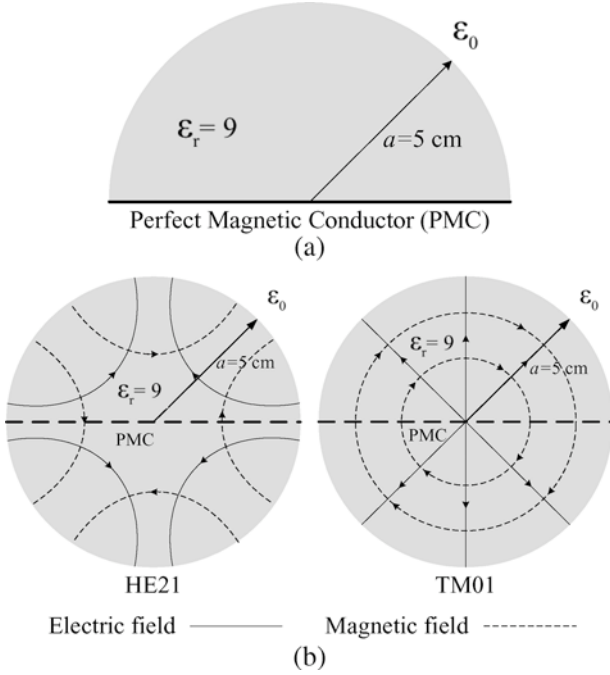 ε0
εr = 9
a=5 cm
Perfect Magnetic Conductor (PMC)
(a)
ε0
εr = 9
a=5 cm
PMC
HE21
ε0
εr = 9
a=5 cm
PMC
TM01
Electric field
Magnetic field
(b)